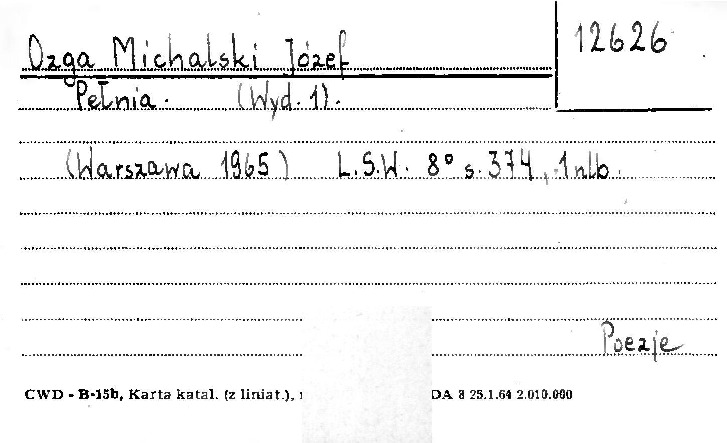 Ozga Michalski Józef
12626
Pełnia. (Wyd. 1).
(Warszawa 1965) L.S.W. 8° s. 374, 1 nlb.
Poezje
CWD - B-15b, Karta katal. (z liniat.), DA 8 25.1.64 2.010.000